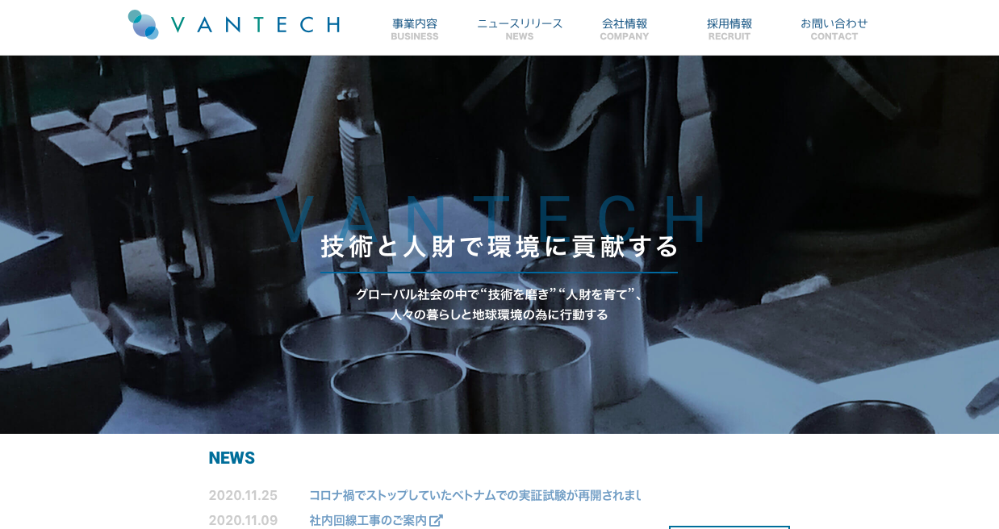 VANTECH
事業内容
BUSINESS
ニュースリリース
NEWS
会社情報
COMPANY
採用情報
RECRUIT
お問い合わせ
CONTACT
VANTECH
技術と人財で環境に貢献する
グローバル社会の中で“技術を磨き”“人財を育て”、
人々の暮らしと地球環境の為に行動する
NEWS
2020.11.25 コロナ禍でストップしていたベトナムでの実証試験が再開されまし
2020.11.09 社内回線工事のご案内